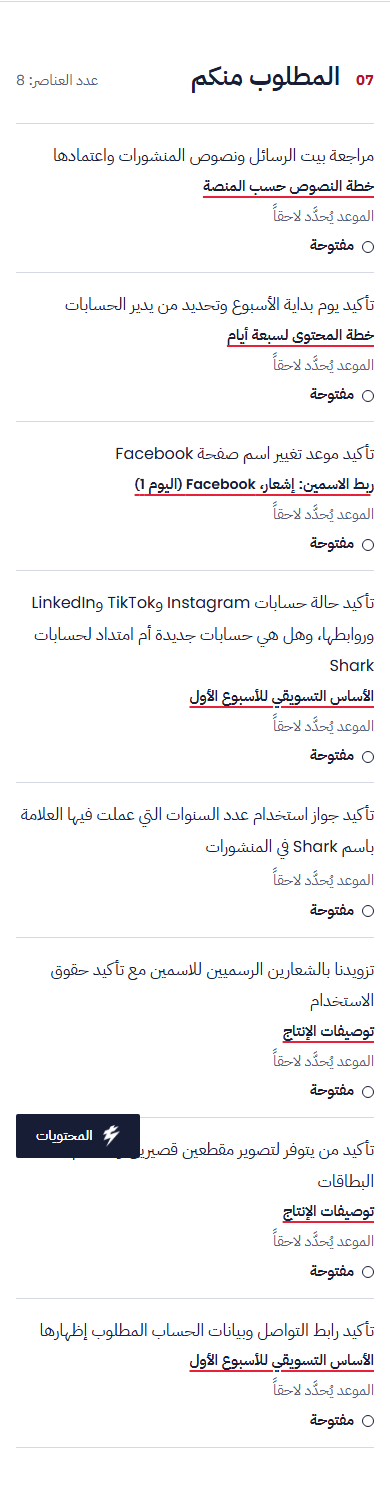 07 المطلوب منكم
عدد العناصر: 8
مراجعة بيت الرسائل ونصوص المنشورات واعتمادها
خطة النصوص حسب المنصة
الموعد يُحدَّد لاحقاً
مفتوحة
تأكيد يوم بداية الأسبوع وتحديد من يدير الحسابات
خطة المحتوى لسبعة أيام
الموعد يُحدَّد لاحقاً
مفتوحة
تأكيد موعد تغيير اسم صفحة Facebook
ربط الاسمين: إشعار، Facebook (اليوم 1)
الموعد يُحدَّد لاحقاً
مفتوحة
تأكيد حالة حسابات Instagram وTikTok وLinkedIn
وروابطها، وهل هي حسابات جديدة أم امتداد لحسابات
Shark
الأساس التسويقي للأسبوع الأول
الموعد يُحدَّد لاحقاً
مفتوحة
تأكيد جواز استخدام عدد السنوات التي عملت فيها العلامة
باسم Shark في المنشورات
الموعد يُحدَّد لاحقاً
مفتوحة
تزويدنا بالشعارين الرسميين للاسمين مع تأكيد حقوق
الاستخدام
توصيفات الإنتاج
الموعد يُحدَّد لاحقاً
مفتوحة
المحتويات
تأكيد من يتوفر لتصوير مقطعين
البطاقات
توصيفات الإنتاج
الموعد يُحدَّد لاحقاً
مفتوحة
تأكيد رابط التواصل وبيانات الحساب المطلوب إظهارها
الأساس التسويقي للأسبوع الأول
الموعد يُحدَّد لاحقاً
مفتوحة